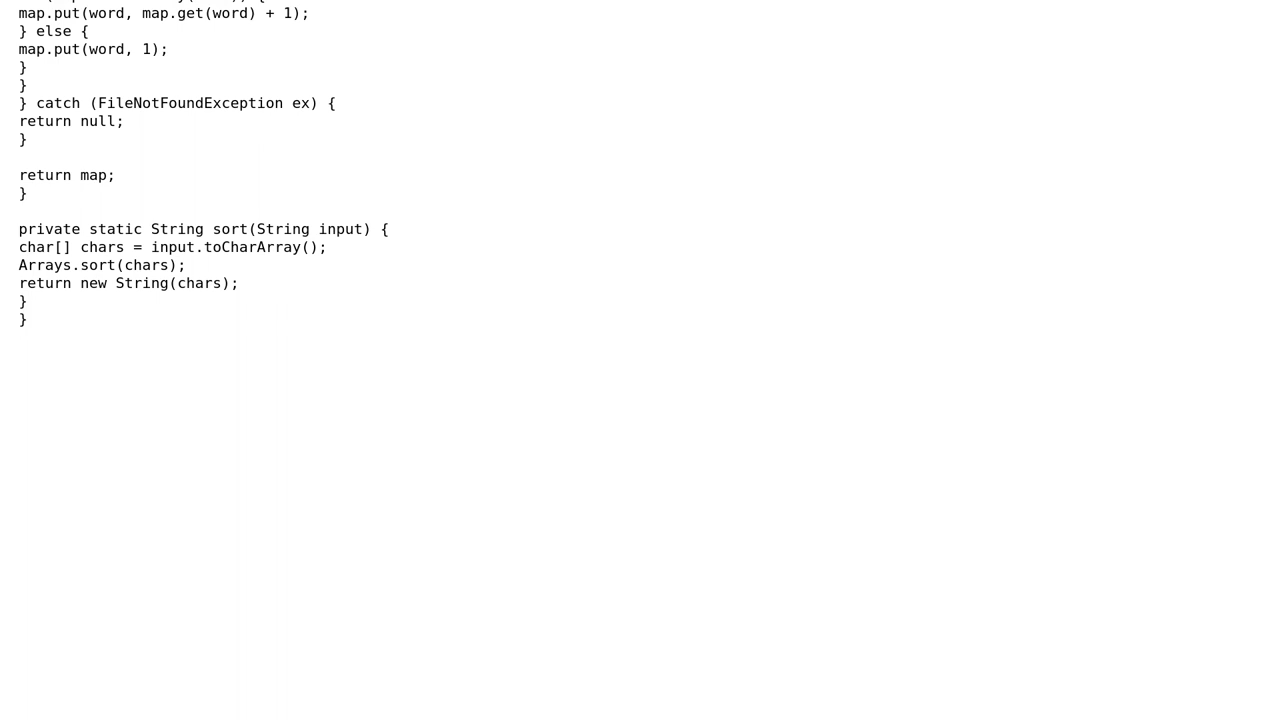 map.put(word, map.get(word) + 1);
} else {
map.put(word, 1);
}
}
} catch (FileNotFoundException ex) {
return null;
}

return map;
}

private static String sort(String input) {
char[] chars = input.toCharArray();
Arrays.sort(chars);
return new String(chars);
}
}